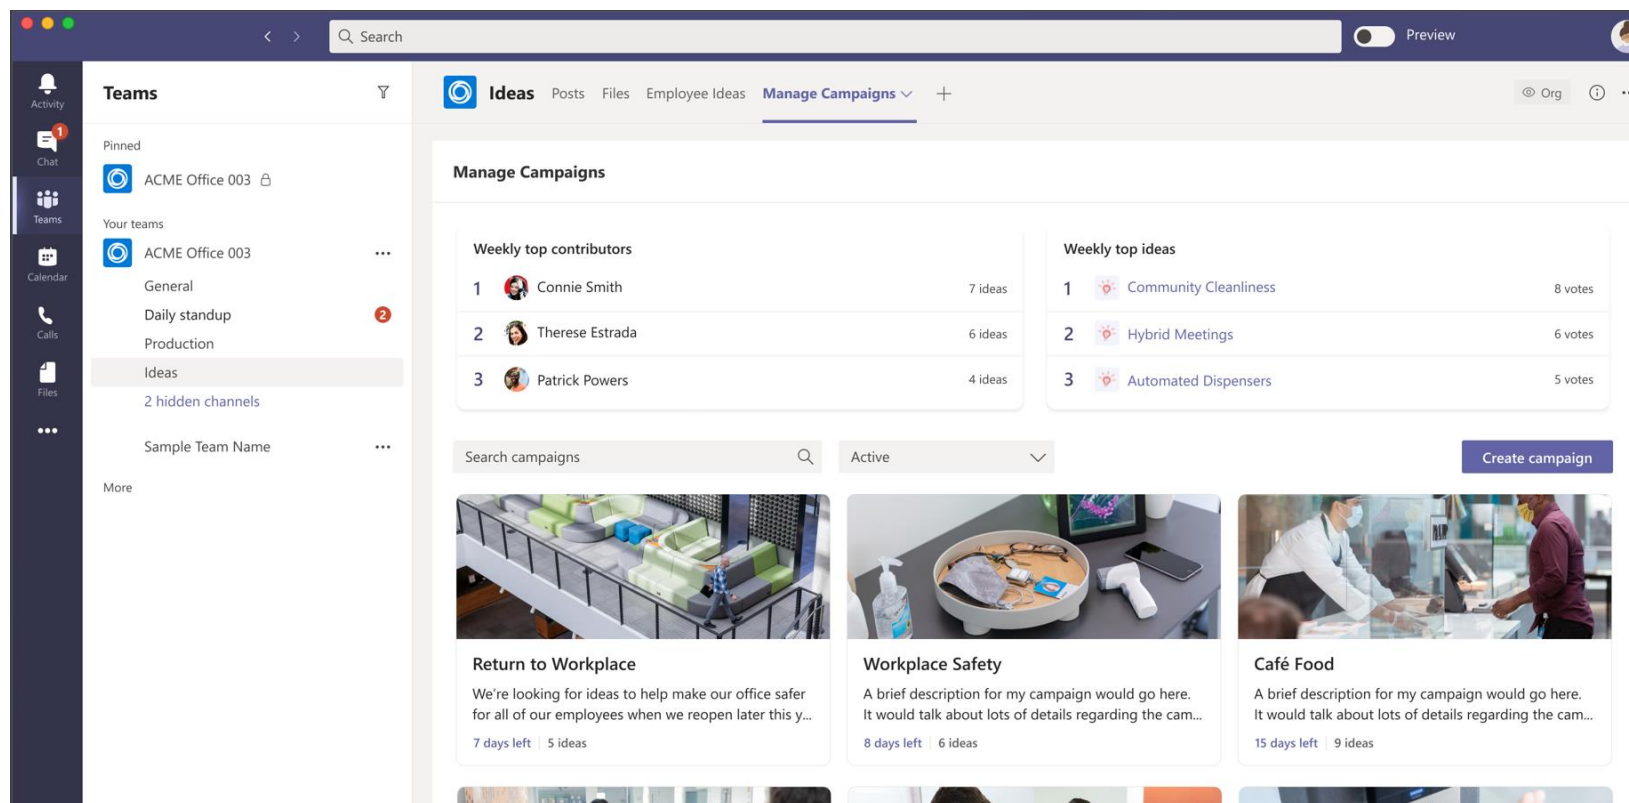 Search
Preview
Activity
1
Chat
Teams
Calendar
Calls
Files
Teams
Pinned
ACME Office 003
Your teams
ACME Office 003
General
Daily standup 2
Production
Ideas
2 hidden channels
Sample Team Name
More
Ideas Posts Files Employee Ideas Manage Campaigns
Org
Manage Campaigns
Weekly top contributors
1 Connie Smith 7 ideas
2 Therese Estrada 6 ideas
3 Patrick Powers 4 ideas
Weekly top ideas
1 Community Cleanliness 8 votes
2 Hybrid Meetings 6 votes
3 Automated Dispensers 5 votes
Search campaigns
Active
Create campaign
Return to Workplace
We're looking for ideas to help make our office safer
for all of our employees when we reopen later this y...
7 days left 5 ideas
Workplace Safety
A brief description for my campaign would go here.
It would talk about lots of details regarding the cam...
8 days left 6 ideas
Café Food
A brief description for my campaign would go here.
It would talk about lots of details regarding the cam...
15 days left 9 ideas